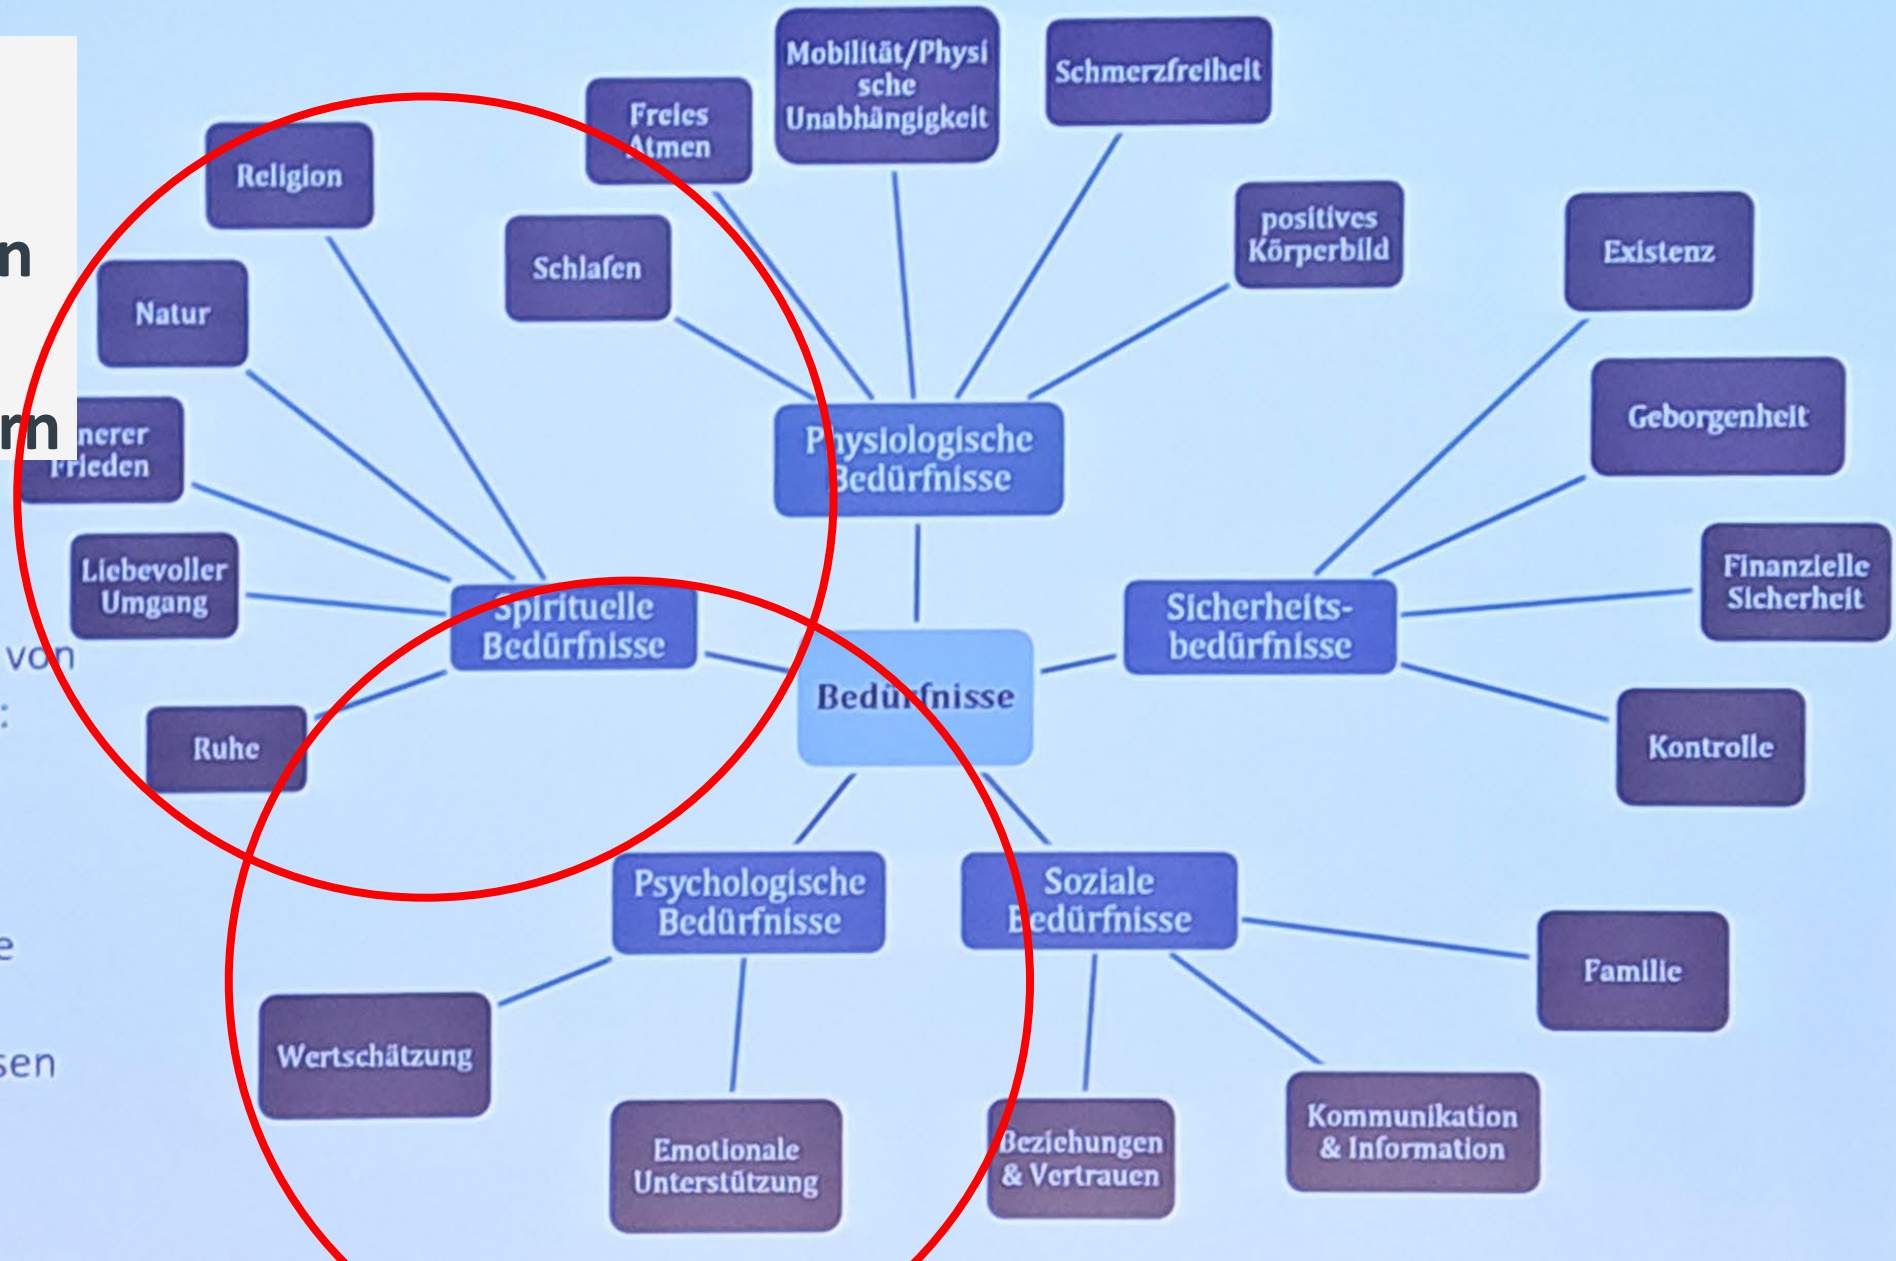 Mobilität/Physi
sche
Unabhängigkeit
Schmerzfreiheit
Freies
Atmen
Religion
Schlafen
positives
Körperbild
Existenz
n
Natur
Geborgenheit
rn
nerer
Frieden
Physiologische
Bedürfnisse
Liebevoller
Umgang
Spirituelle
Bedürfnisse
Sicherheits-
bedürfnisse
Finanzielle
Sicherheit
von
:
Bedürfnisse
Ruhe
Kontrolle
Psychologische
Bedürfnisse
Soziale
Bedürfnisse
e
Familie
Wertschätzung
sen
Emotionale
Unterstützung
Beziehungen
& Vertrauen
Kommunikation
& Information